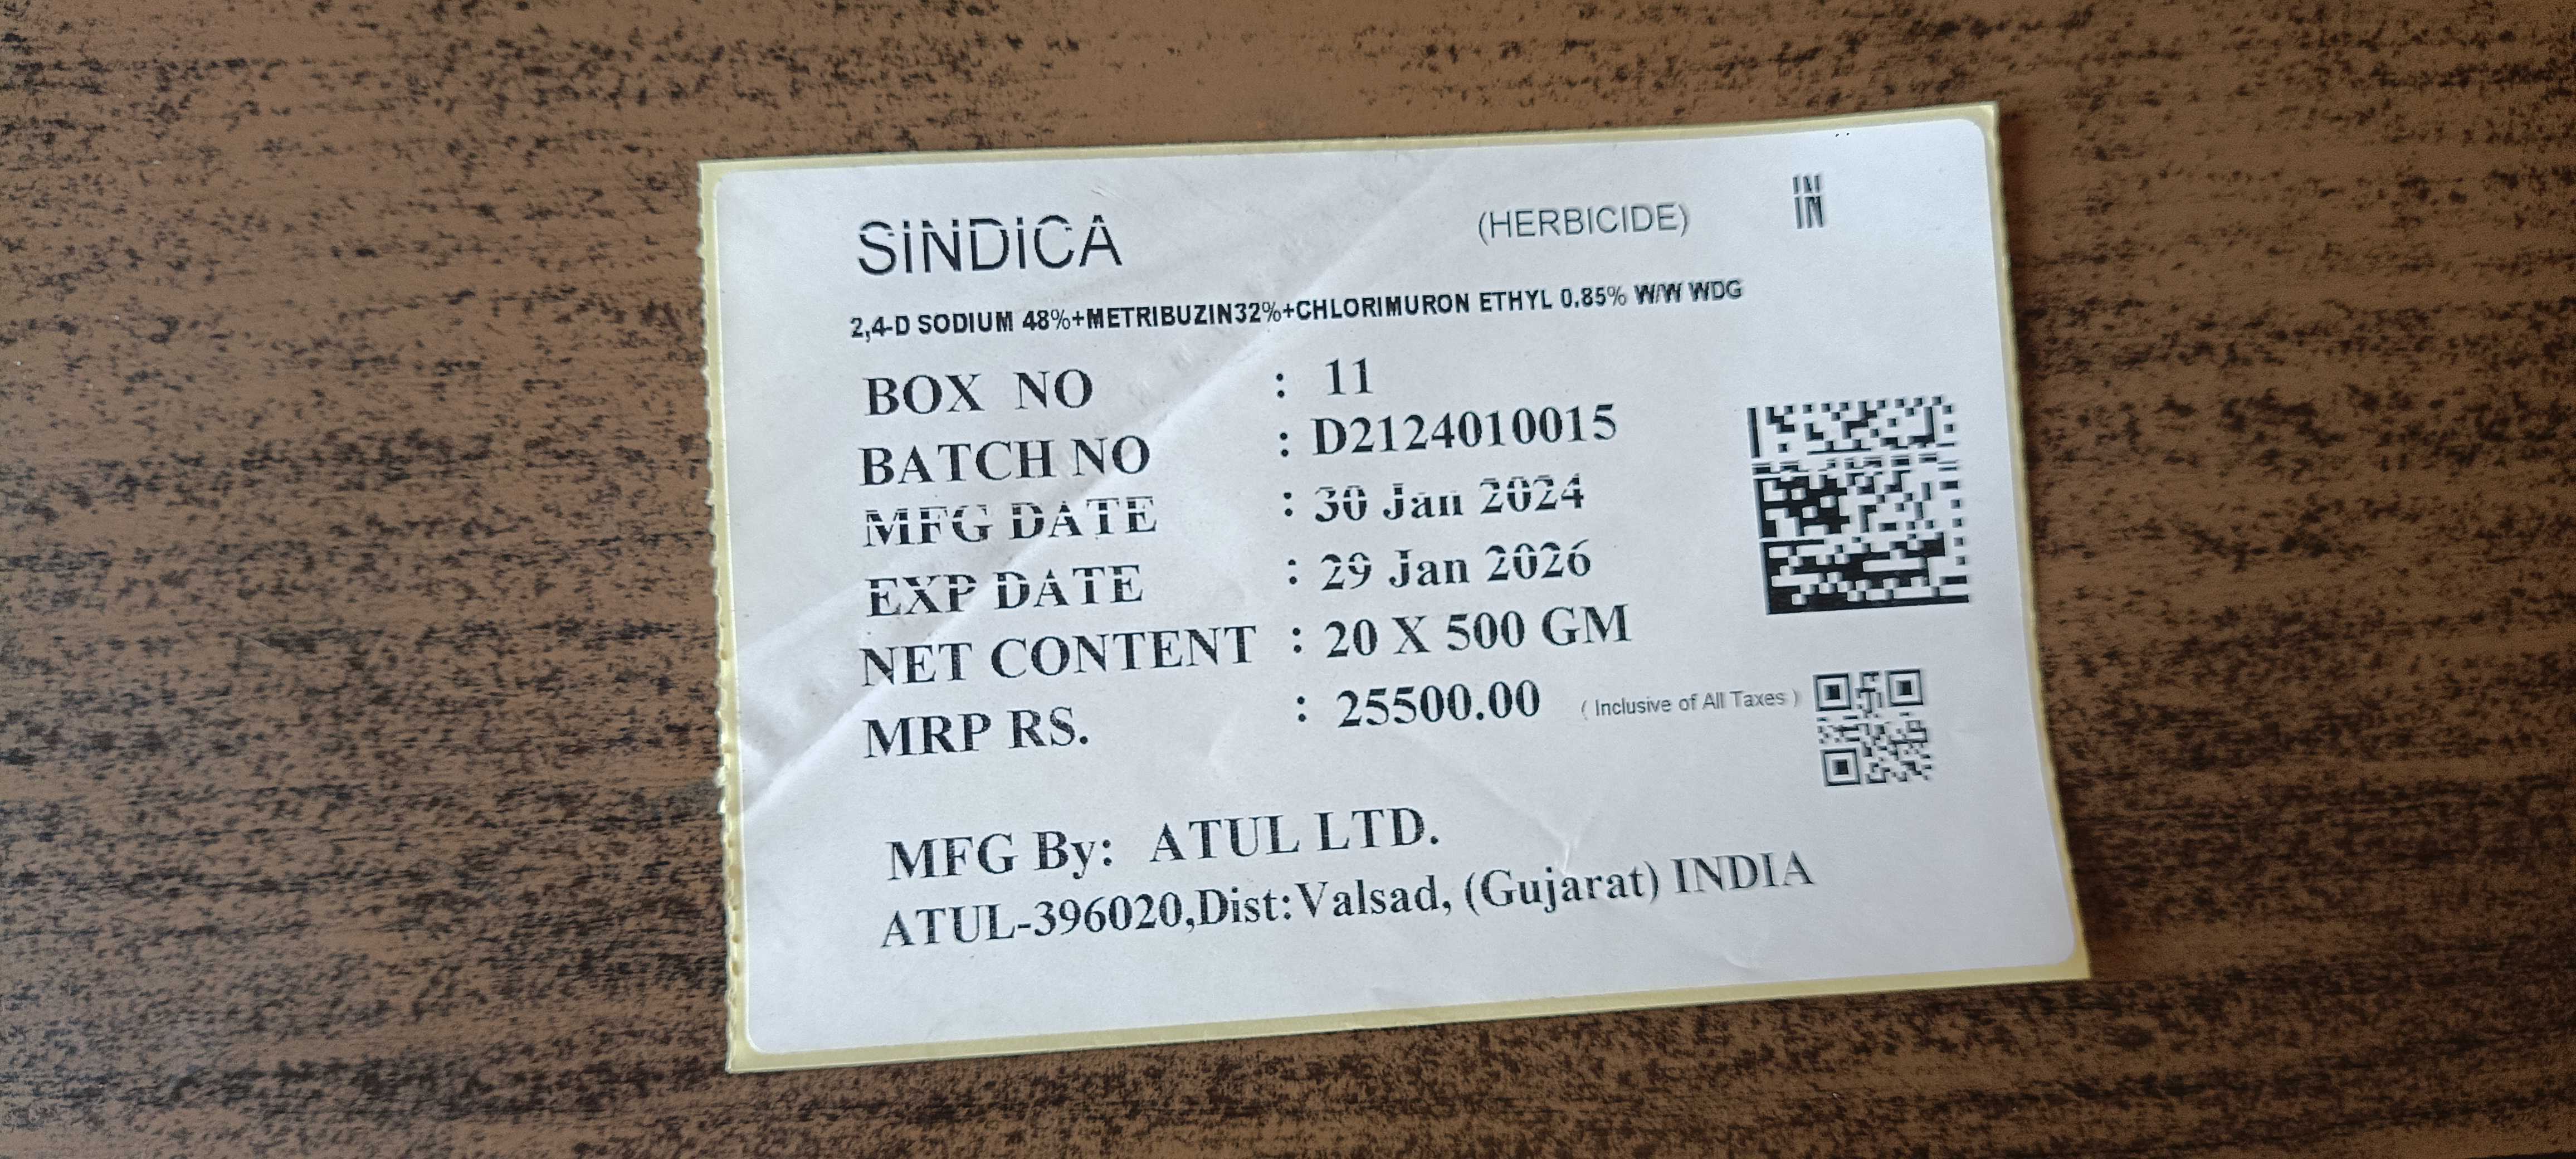 SiNDiCA (HERBICIDE) IN
IN
2,4-D SODIUM 48%+METRIBUZIN32%+CHLORIMURON ETHYL 0.85% W/W WDG
BOX NO : 11
BATCH NO : D2124010015
MFG DATE : 30 Jan 2024
EXP DATE : 29 Jan 2026
NET CONTENT : 20 X 500 GM
MRP RS. : 25500.00 ( Inclusive of All Taxes )
MFG By: ATUL LTD.
ATUL-396020,Dist:Valsad, (Gujarat) INDIA